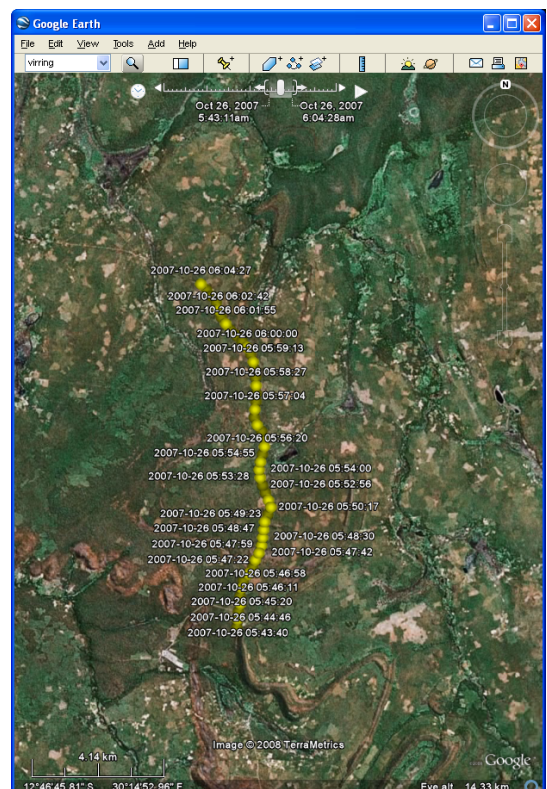 Google Earth
File Edit View Tools Add Help
virring
Oct 26, 2007 Oct 26, 2007
5:43:11am 6:04:28am
N
2007-10-26 06:04:27
2007-10-26 06:02:42
2007-10-26 06:01:55
2007-10-26 06:00:00
2007-10-26 05:59:13
2007-10-26 05:58:27
2007-10-26 05:57:04
2007-10-26 05:56:20
2007-10-26 05:54:55
2007-10-26 05:54:00
2007-10-26 05:53:28
2007-10-26 05:52:56
2007-10-26 05:50:17
2007-10-26 05:49:23
2007-10-26 05:48:47
2007-10-26 05:48:30
2007-10-26 05:47:59
2007-10-26 05:47:42
2007-10-26 05:47:22
2007-10-26 05:46:58
2007-10-26 05:46:11
2007-10-26 05:45:20
2007-10-26 05:44:46
2007-10-26 05:43:40
Image © 2008 TerraMetrics
4.14 km
Google
12°46'45.81" S 30°14'52.96" E Eye alt 14.33 km